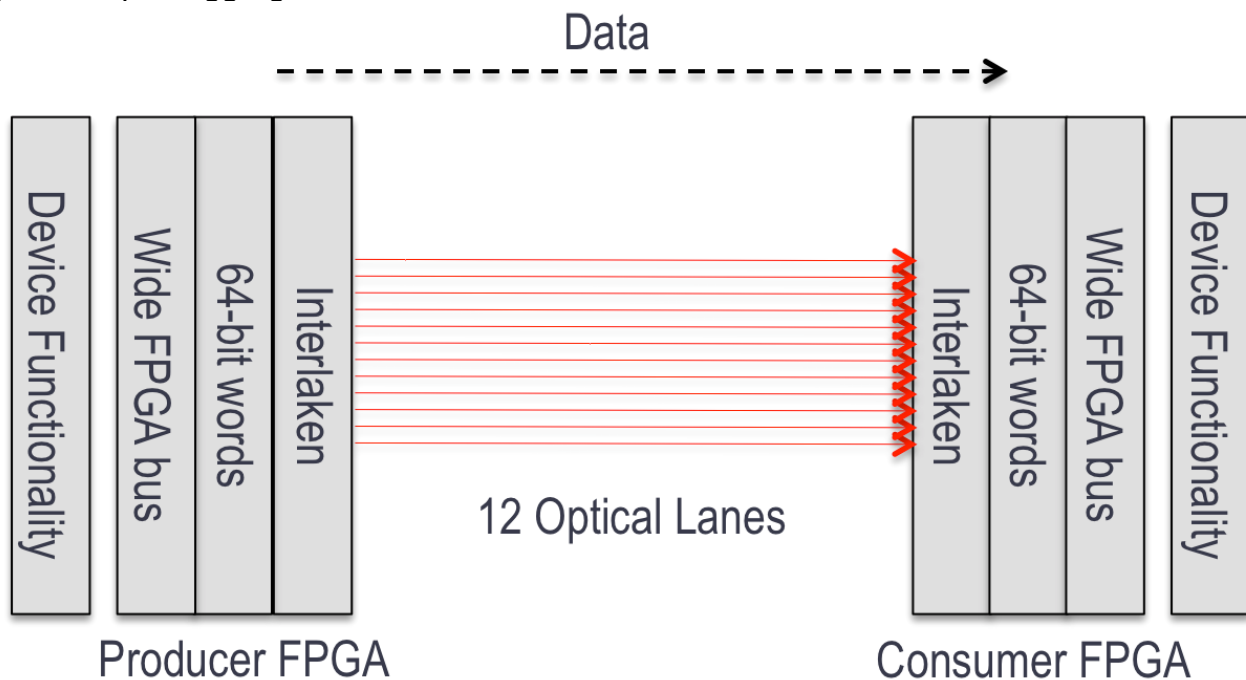 Data
Device Functionality
Wide FPGA bus
64-bit words
Interlaken
12 Optical Lanes
Interlaken
64-bit words
Wide FPGA bus
Device Functionality
Producer FPGA
Consumer FPGA